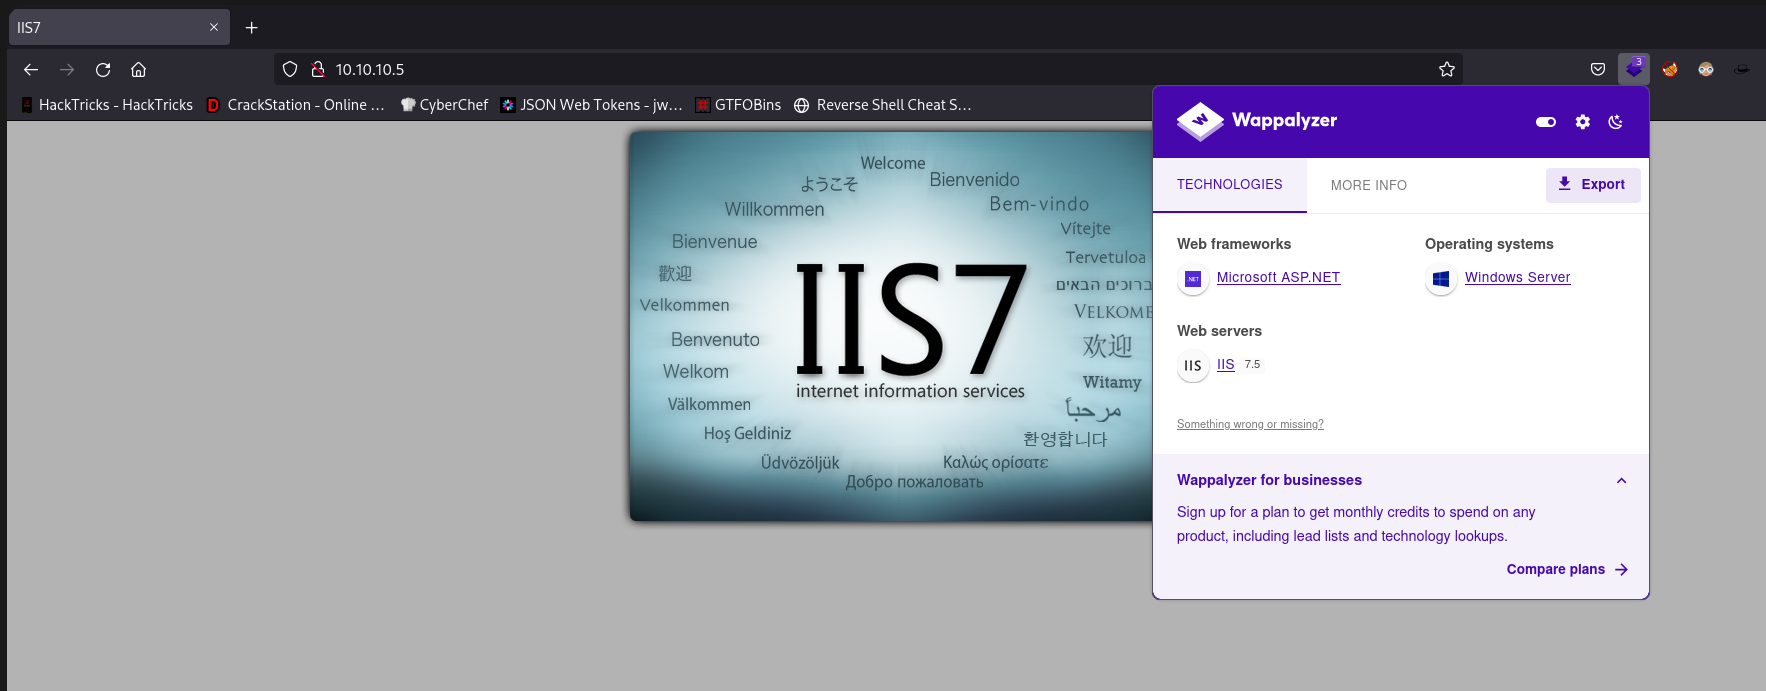 IIS7
10.10.10.5
HackTricks - HackTricks
CrackStation - Online ...
CyberChef
JSON Web Tokens - jw...
GTFOBins
Reverse Shell Cheat S...
3
Welcome
ようこそ
Bienvenido
Willkommen
Bem-vindo
Vítejte
Bienvenue
Tervetuloa
歡迎
ברוכים הבאים
Velkommen
VELKOME
Benvenuto
欢迎
Welkom
Witamy
Välkommen
مرحباً
Hoş Geldiniz
환영합니다
Üdvözöljük
Καλώς ορίσατε
Добро пожаловать
IIS7
internet information services
W
Wappalyzer
TECHNOLOGIES
MORE INFO
Export
Web frameworks
.NET
Microsoft ASP.NET
Operating systems
Windows Server
Web servers
IIS
IIS
7.5
Something wrong or missing?
Wappalyzer for businesses
Sign up for a plan to get monthly credits to spend on any
product, including lead lists and technology lookups.
Compare plans